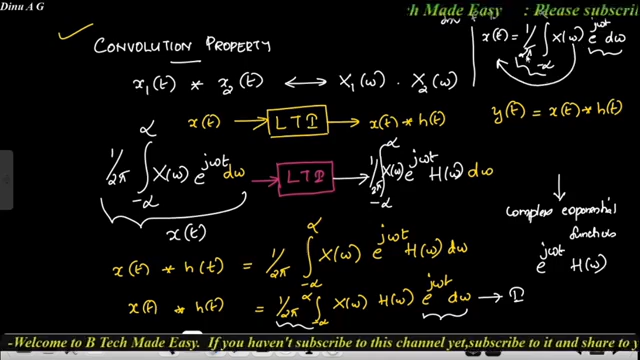 Dinu A G
ch Made Easy : Please subscri
x(t) = 1/2π ∫_{-α} X(ω) e^{jωt} dω
CONVOLUTION PROPERTY
x₁(t) * x₂(t) ⟷ X₁(ω) . X₂(ω)
x(t) → LTI → x(t) * h(t)
y(t) = x(t) * h(t)
1/2π ∫_{-α}^{α} X(ω) e^{jωt} dω → LTI → 1/2π ∫_{-α}^{α} X(ω) e^{jωt} H(ω) dω
x(t)
complex exponential
function
e^{jωt} H(ω)
x(t) * h(t) = 1/2π ∫_{-α}^{α} X(ω) e^{jωt} H(ω) dω
x(t) * h(t) = 1/2π ∫_{-α}^{α} X(ω) H(ω) e^{jωt} dω → I
-Welcome to B Tech Made Easy. If you haven't subscribe to this channel yet,subscribe to it and share to y